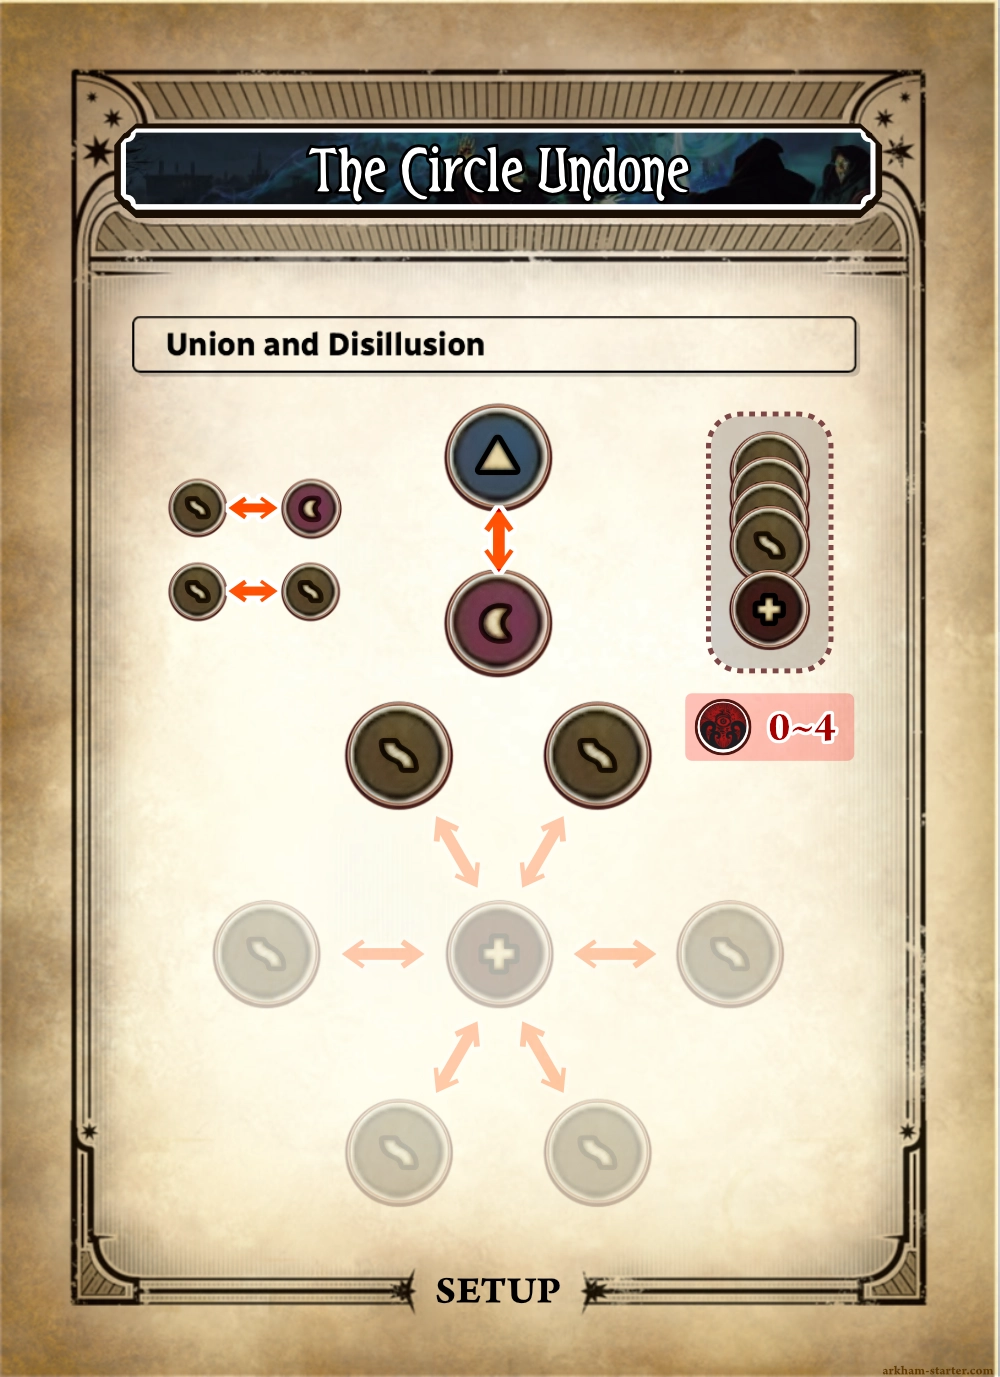 The Circle Undone
Union and Disillusion
0~4
SETUP
arkham-starter.com